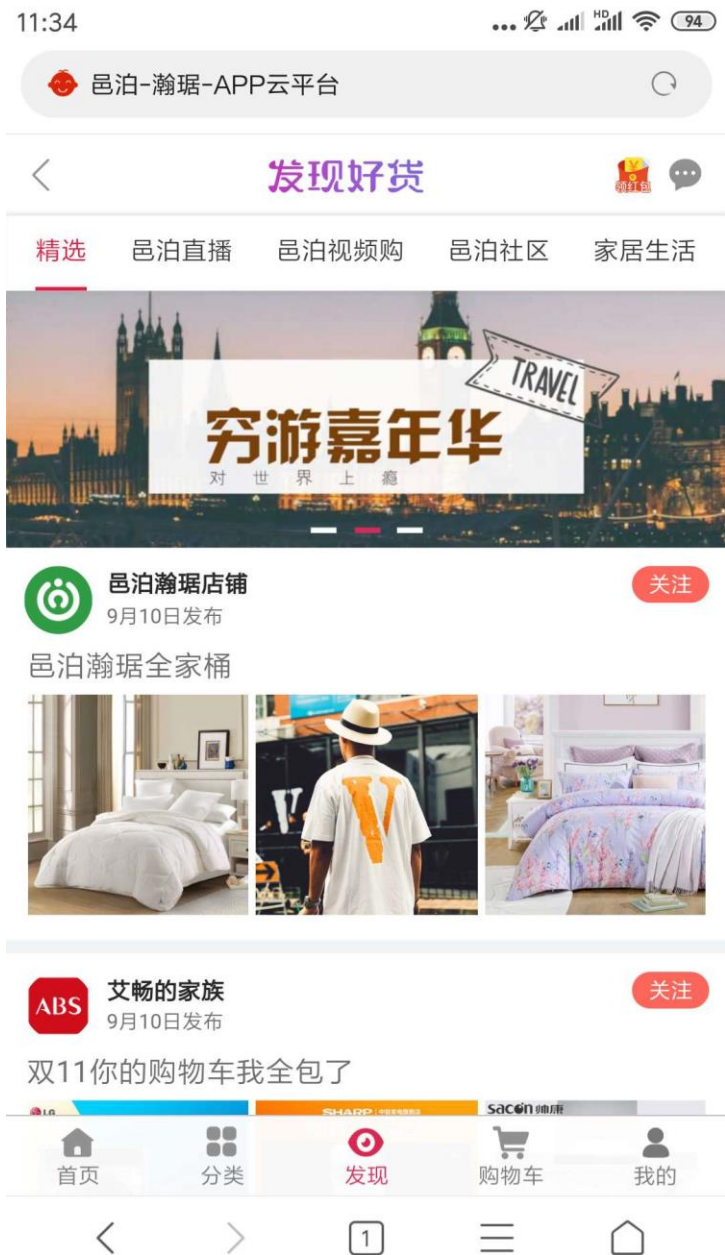 11:34
HD
94
邑泊-瀚琚-APP云平台
发现好货
领红包
精选 邑泊直播 邑泊视频购 邑泊社区 家居生活
TRAVEL
穷游嘉年华
对世界上瘾
邑泊瀚琚店铺
关注
9月10日发布
邑泊瀚琚全家桶
V
ABS
艾畅的家族
关注
9月10日发布
双11你的购物车我全包了
LG
SHARP
sacon 帅康
首页 分类 发现 购物车 我的
1